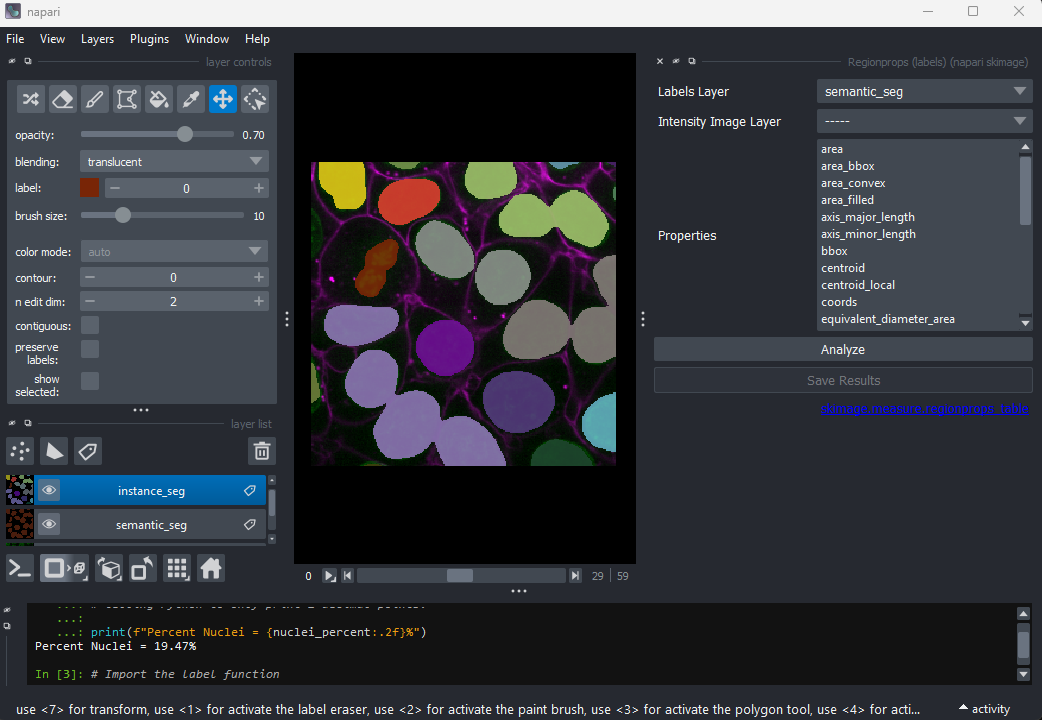 napari
File View Layers Plugins Window Help
layer controls
opacity: 0.70
blending: translucent
label: 0
brush size: 10
color mode: auto
contour: 0
n edit dim: 2
contiguous:
preserve
labels:
show
selected:
layer list
instance_seg
semantic_seg
0 29 59
Regionprops (labels) (napari skimage)
Labels Layer semantic_seg
Intensity Image Layer -----
Properties
area
area_bbox
area_convex
area_filled
axis_major_length
axis_minor_length
bbox
centroid
centroid_local
coords
equivalent_diameter_area
Analyze
Save Results
skimage.measure.regionprops_table
...:
...: print(f"Percent Nuclei = {nuclei_percent:.2f}%")
Percent Nuclei = 19.47%
In [3]: # Import the label function
use <7> for transform, use <1> for activate the label eraser, use <2> for activate the paint brush, use <3> for activate the polygon tool, use <4> for acti...
activity